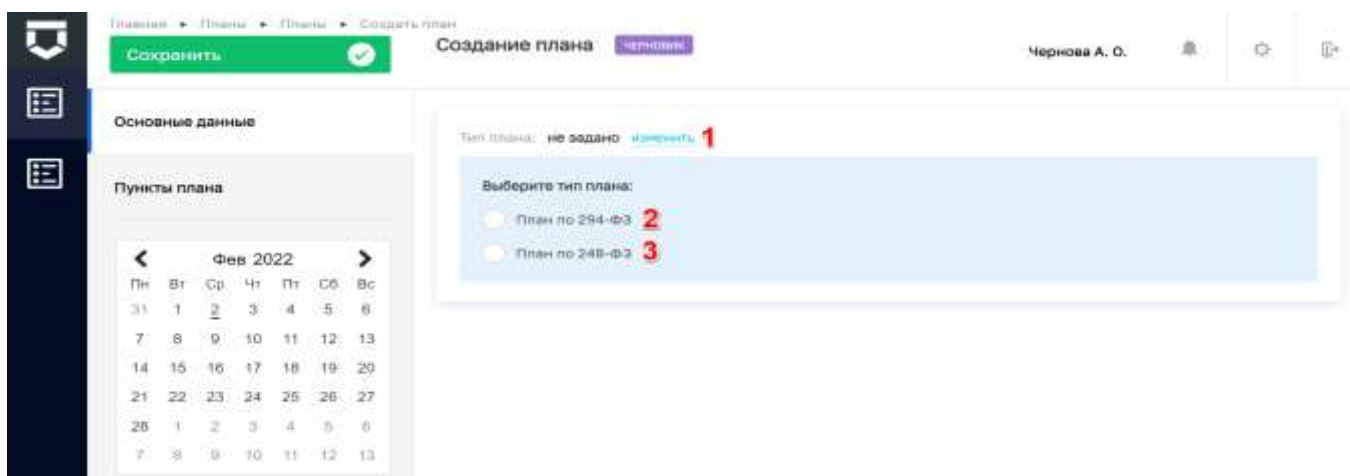 Главная ▸ Планы ▸ Планы ▸ Создать план
Сохранить
Создание плана ЧЕРНОВИК
Чернова А. О.
Основные данные
Пункты плана
Тип плана: не задано изменить 1
Выберите тип плана:
План по 294-ФЗ 2
План по 248-ФЗ 3
Фев 2022
Пн Вт Ср Чт Пт Сб Вс
31 1 2 3 4 5 6
7 8 9 10 11 12 13
14 15 16 17 18 19 20
21 22 23 24 25 26 27
28 1 2 3 4 5 6
7 8 9 10 11 12 13